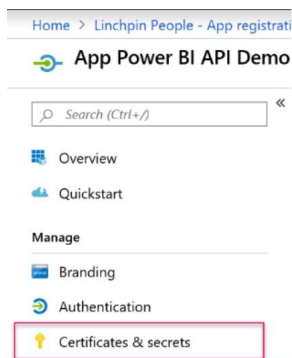 Home > Linchpin People - App registrati
App Power BI API Demo
Search (Ctrl+/)
«
Overview
Quickstart
Manage
Branding
Authentication
Certificates & secrets